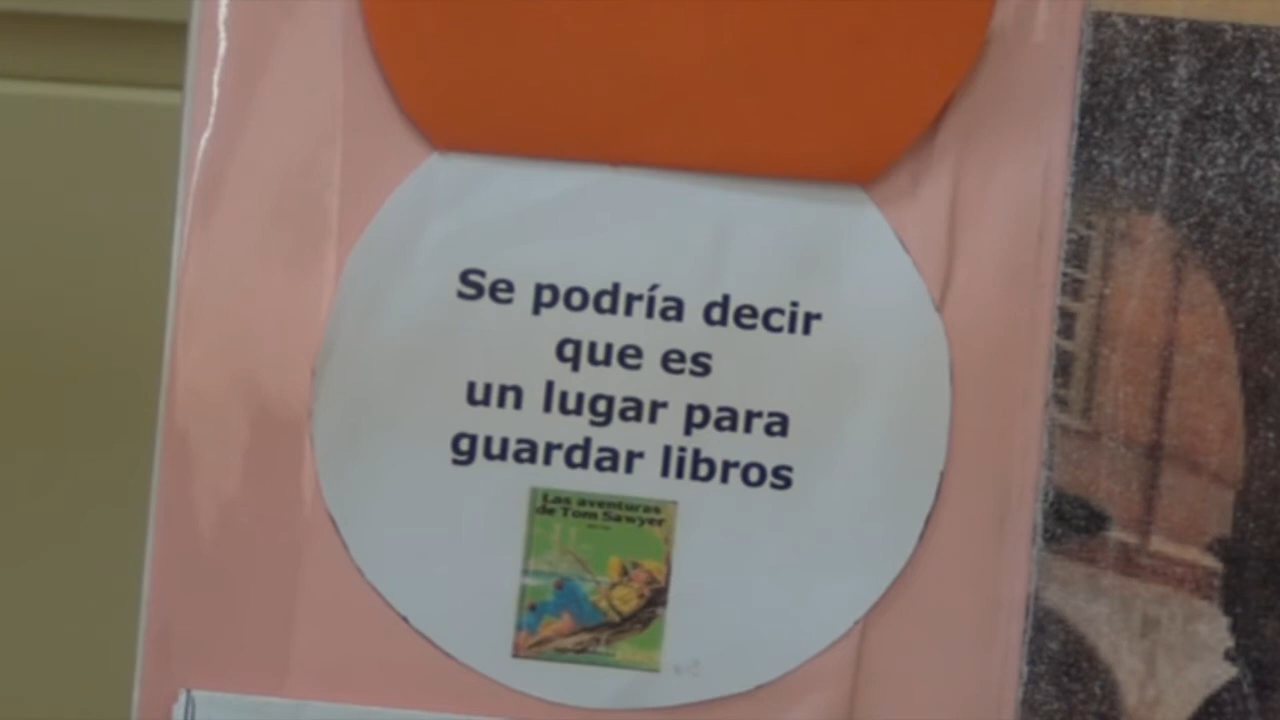 Se podría decir
que es
un lugar para
guardar libros
Las aventuras
de Tom Sawyer